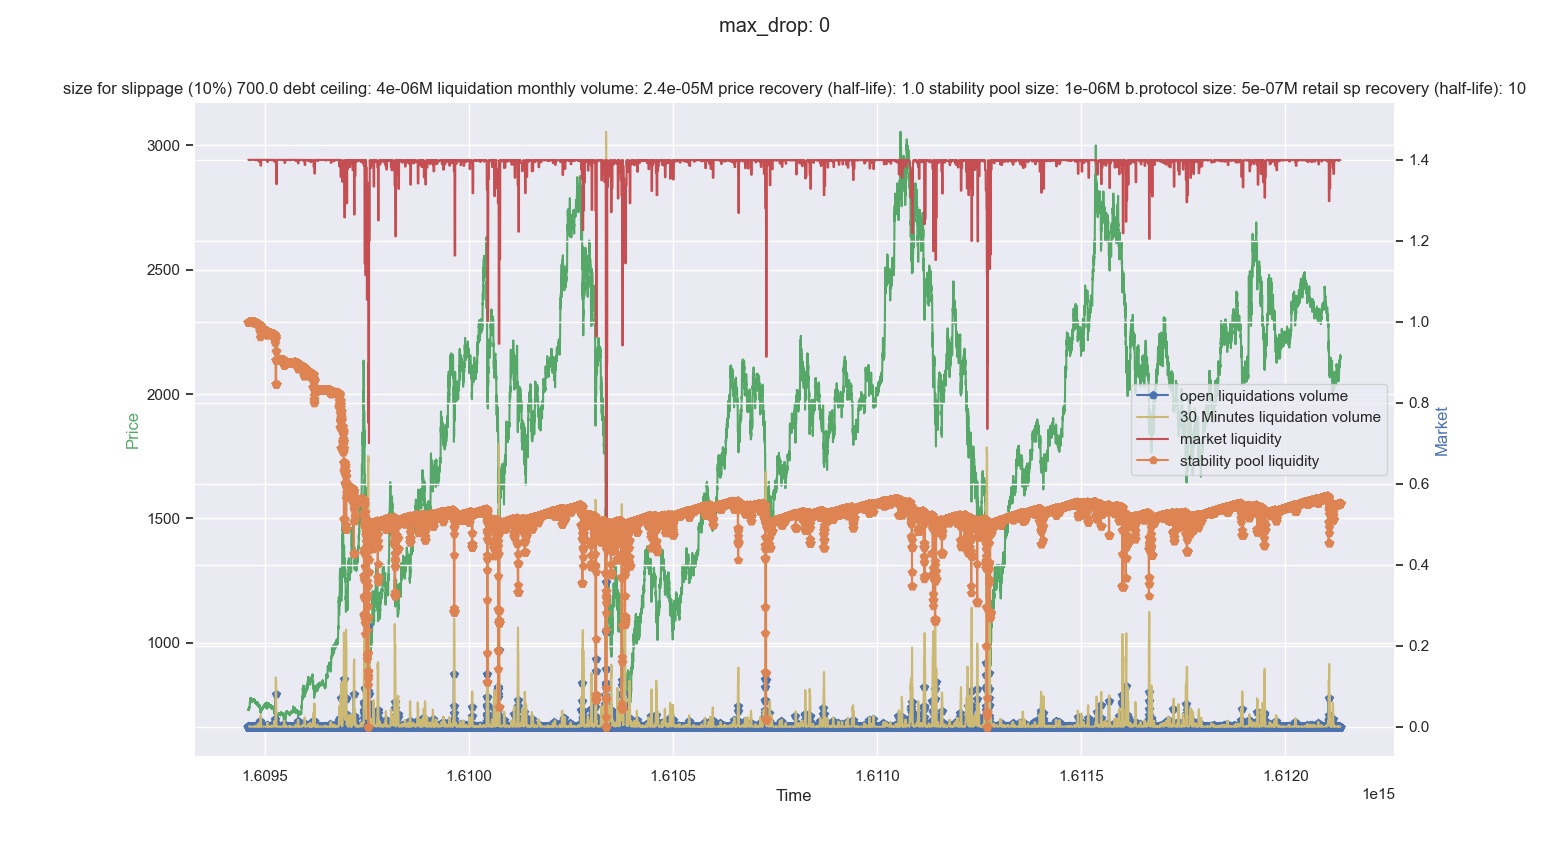 max_drop: 0
size for slippage (10%) 700.0 debt ceiling: 4e-06M liquidation monthly volume: 2.4e-05M price recovery (half-life): 1.0 stability pool size: 1e-06M b.protocol size: 5e-07M retail sp recovery (half-life): 10
3000
2500
2000
1500
1000
Price
1.4
1.2
1.0
0.8
0.6
0.4
0.2
0.0
Market
open liquidations volume
30 Minutes liquidation volume
market liquidity
stability pool liquidity
1.6095
1.6100
1.6105
1.6110
1.6115
1.6120
Time
1e15